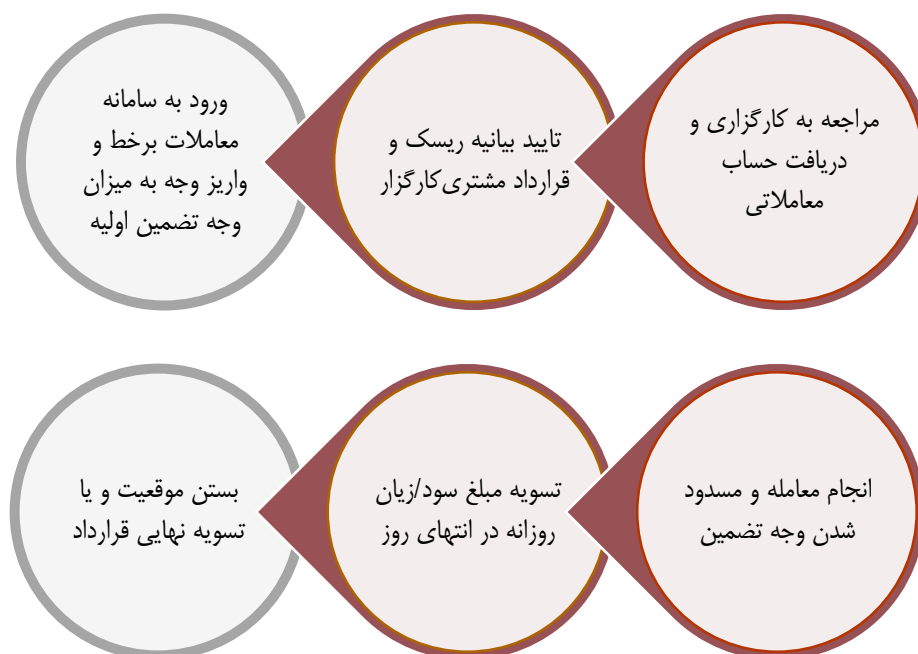 مراجعه به کارگزاری و
دریافت حساب
معاملاتی
تایید بیانیه ریسک و
قرارداد مشتری‌کارگزار
ورود به سامانه
معاملات برخط و
واریز وجه به میزان
وجه تضمین اولیه
انجام معامله و مسدود
شدن وجه تضمین
تسویه مبلغ سود/زیان
روزانه در انتهای روز
بستن موقعیت و یا
تسویه نهایی قرارداد